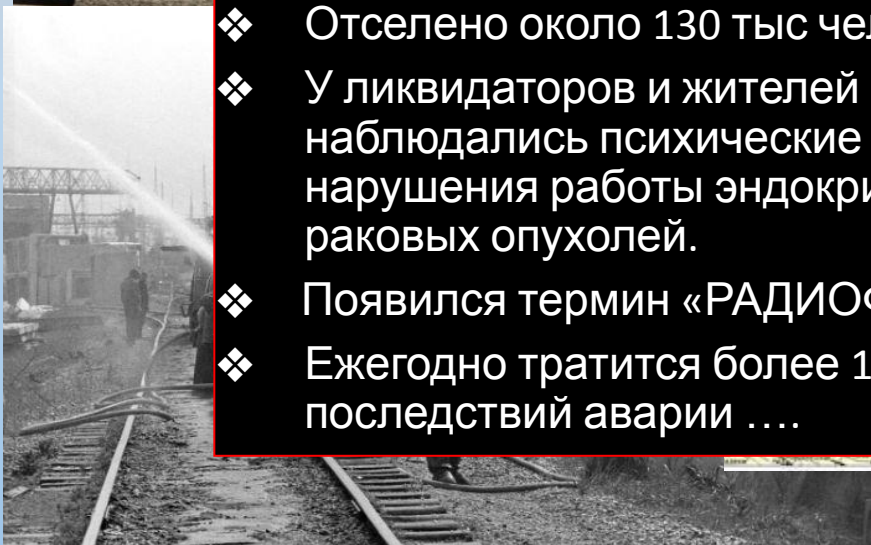 ❖ Отселено около 130 тыс
❖ У ликвидаторов и жителей
наблюдались психические
нарушения работы
раковых опухолей.
❖ Появился термин
❖ Ежегодно тратится более
последствий аварии ….